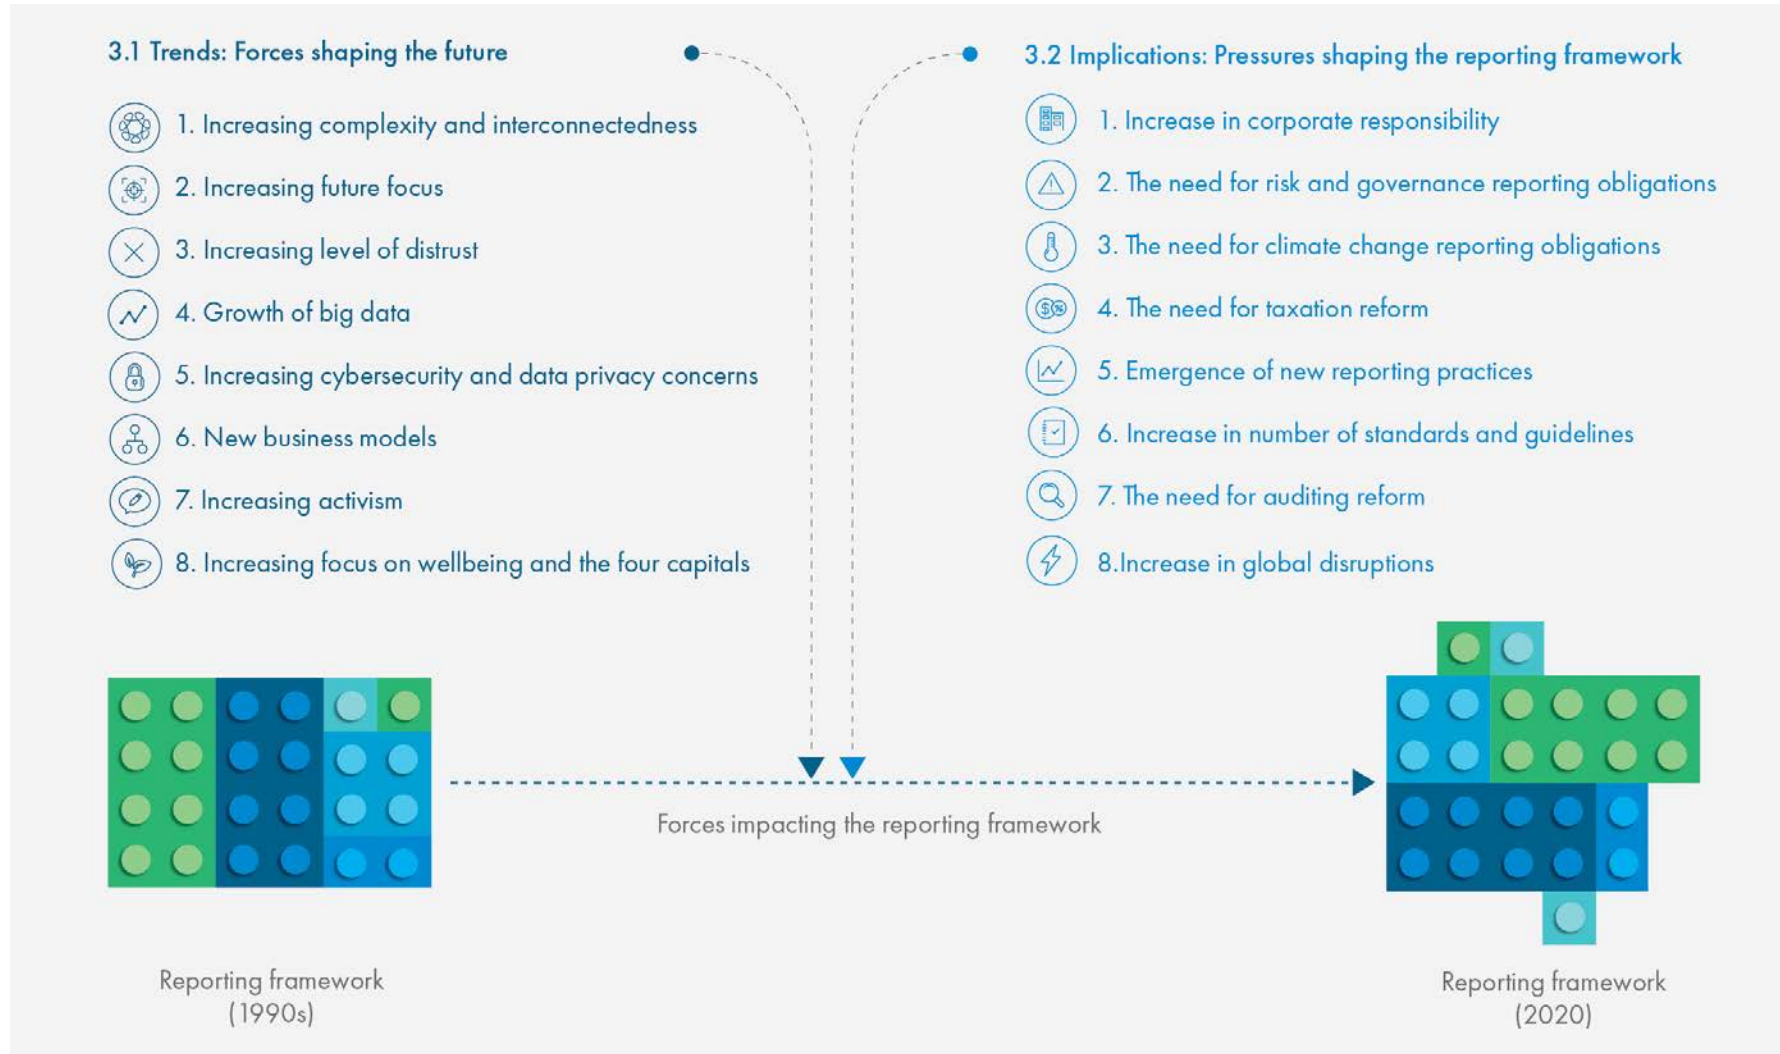 3.1 Trends: Forces shaping the future
1. Increasing complexity and interconnectedness
2. Increasing future focus
3. Increasing level of distrust
4. Growth of big data
5. Increasing cybersecurity and data privacy concerns
6. New business models
7. Increasing activism
8. Increasing focus on wellbeing and the four capitals
3.2 Implications: Pressures shaping the reporting framework
1. Increase in corporate responsibility
2. The need for risk and governance reporting obligations
3. The need for climate change reporting obligations
4. The need for taxation reform
5. Emergence of new reporting practices
6. Increase in number of standards and guidelines
7. The need for auditing reform
8.Increase in global disruptions
Forces impacting the reporting framework
Reporting framework
(1990s)
Reporting framework
(2020)